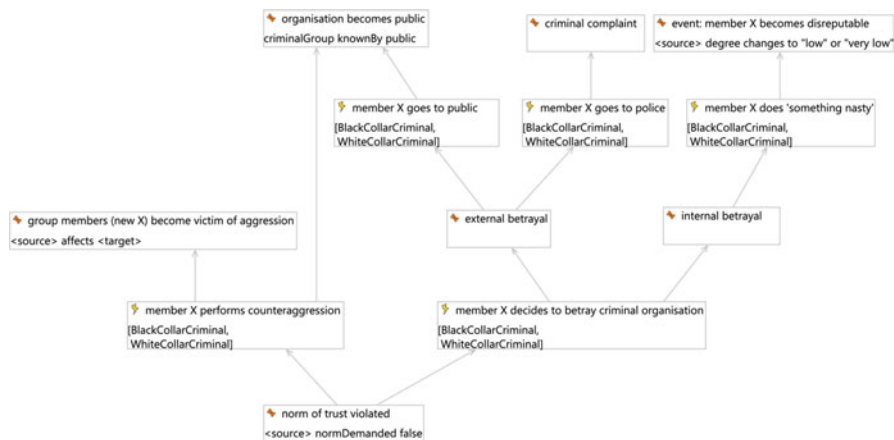 organisation becomes public
criminalGroup knownBy public
criminal complaint
event: member X becomes disreputable
<source> degree changes to "low" or "very low"
member X goes to public
[BlackCollarCriminal,
WhiteCollarCriminal]
member X goes to police
[BlackCollarCriminal,
WhiteCollarCriminal]
member X does 'something nasty'
[BlackCollarCriminal,
WhiteCollarCriminal]
group members (new X) become victim of aggression
<source> affects <target>
external betrayal
internal betrayal
member X performs counteraggression
[BlackCollarCriminal,
WhiteCollarCriminal]
member X decides to betray criminal organisation
[BlackCollarCriminal,
WhiteCollarCriminal]
norm of trust violated
<source> normDemanded false